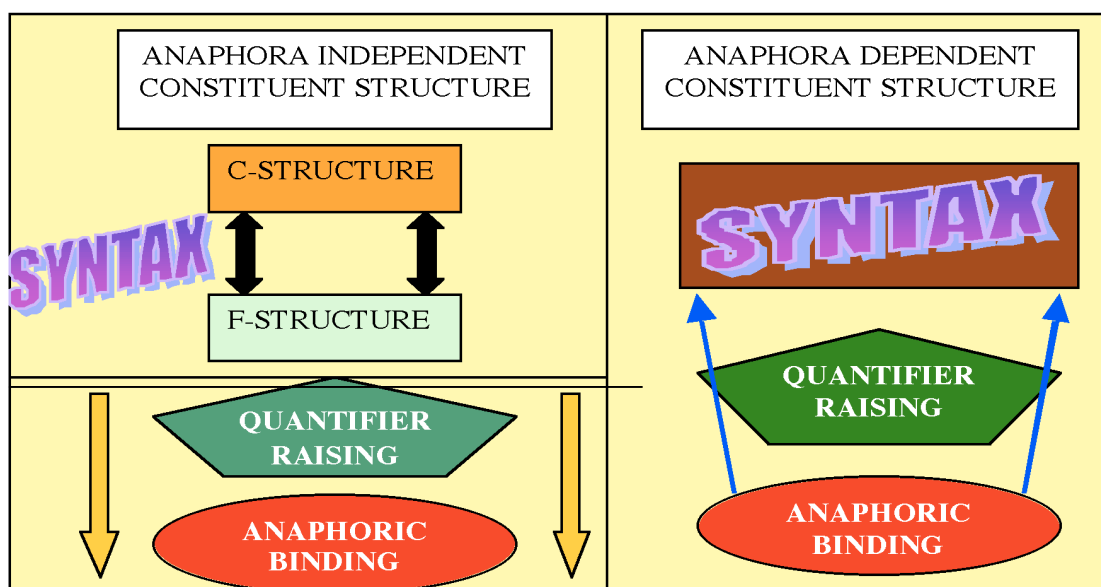 ANAPHORA INDEPENDENT
CONSTITUENT STRUCTURE
C-STRUCTURE
SYNTAX
F-STRUCTURE
QUANTIFIER
RAISING
ANAPHORIC
BINDING
ANAPHORA DEPENDENT
CONSTITUENT STRUCTURE
SYNTAX
QUANTIFIER
RAISING
ANAPHORIC
BINDING